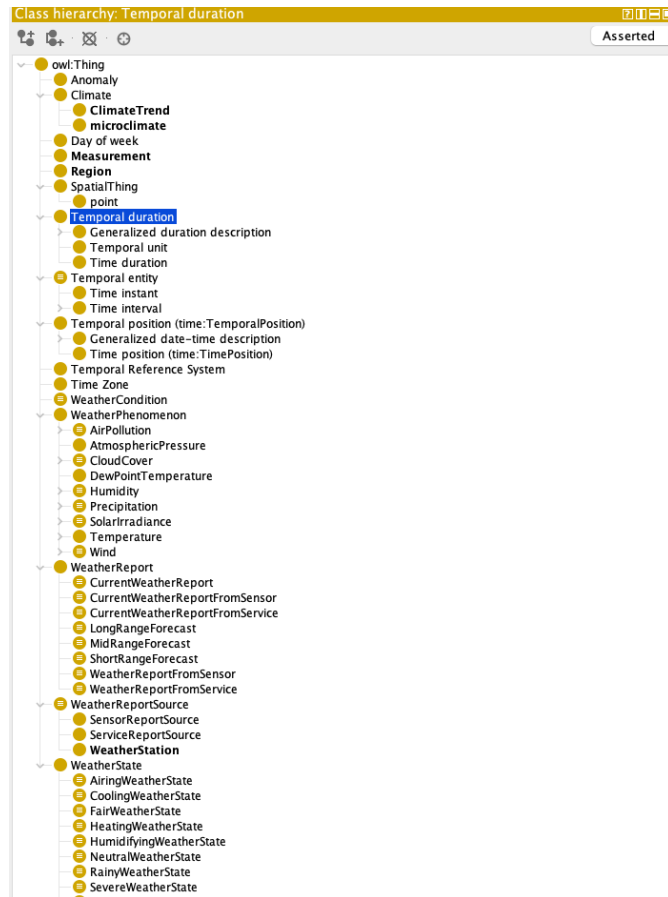 Class hierarchy: Temporal duration
Asserted
owl:Thing
Anomaly
Climate
ClimateTrend
microclimate
Day of week
Measurement
Region
SpatialThing
point
Temporal duration
Generalized duration description
Temporal unit
Time duration
Temporal entity
Time instant
Time interval
Temporal position (time:TemporalPosition)
Generalized date-time description
Time position (time:TimePosition)
Temporal Reference System
Time Zone
WeatherCondition
WeatherPhenomenon
AirPollution
AtmosphericPressure
CloudCover
DewPointTemperature
Humidity
Precipitation
SolarIrradiance
Temperature
Wind
WeatherReport
CurrentWeatherReport
CurrentWeatherReportFromSensor
CurrentWeatherReportFromService
LongRangeForecast
MidRangeForecast
ShortRangeForecast
WeatherReportFromSensor
WeatherReportFromService
WeatherReportSource
SensorReportSource
ServiceReportSource
WeatherStation
WeatherState
AiringWeatherState
CoolingWeatherState
FairWeatherState
HeatingWeatherState
HumidifyingWeatherState
NeutralWeatherState
RainyWeatherState
SevereWeatherState